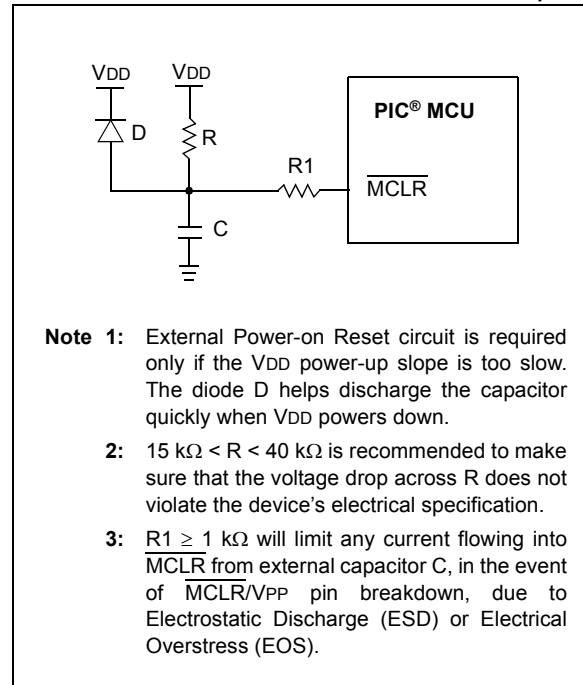 VDD VDD
PIC® MCU
D
R
R1
MCLR
C
Note 1: External Power-on Reset circuit is required
only if the VDD power-up slope is too slow.
The diode D helps discharge the capacitor
quickly when VDD powers down.
2: 15 kΩ < R < 40 kΩ is recommended to make
sure that the voltage drop across R does not
violate the device's electrical specification.
3: R1 ≥ 1 kΩ will limit any current flowing into
MCLR from external capacitor C, in the event
of MCLR/VPP pin breakdown, due to
Electrostatic Discharge (ESD) or Electrical
Overstress (EOS).